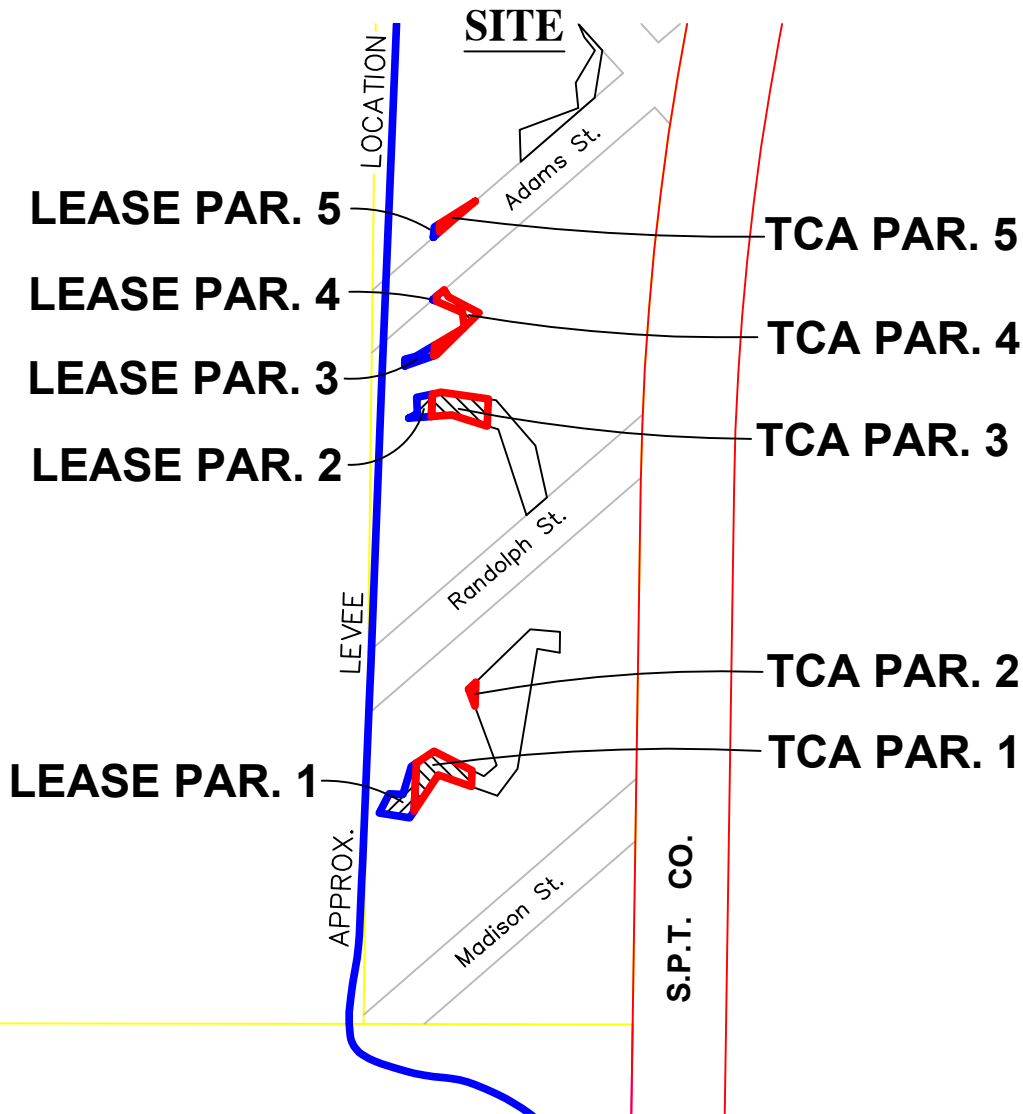 SITE
LOCATION
Adams St.
LEASE PAR. 5
TCA PAR. 5
LEASE PAR. 4
TCA PAR. 4
LEASE PAR. 3
TCA PAR. 3
LEASE PAR. 2
Randolph St.
LEVEE
TCA PAR. 2
TCA PAR. 1
LEASE PAR. 1
APPROX.
S.P.T. CO.
Madison St.